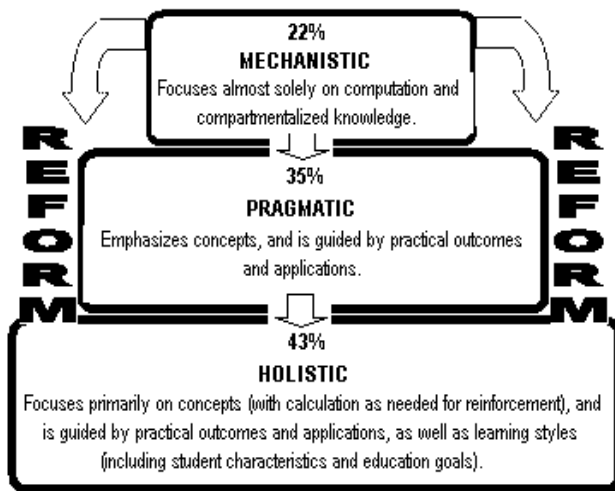 22%
MECHANISTIC
Focuses almost solely on computation and
compartmentalized knowledge.
REFORM
REFORM
35%
PRAGMATIC
Emphasizes concepts, and is guided by practical outcomes
and applications.
43%
HOLISTIC
Focuses primarily on concepts (with calculation as needed for reinforcement), and
is guided by practical outcomes and applications, as well as learning styles
(including student characteristics and education goals).